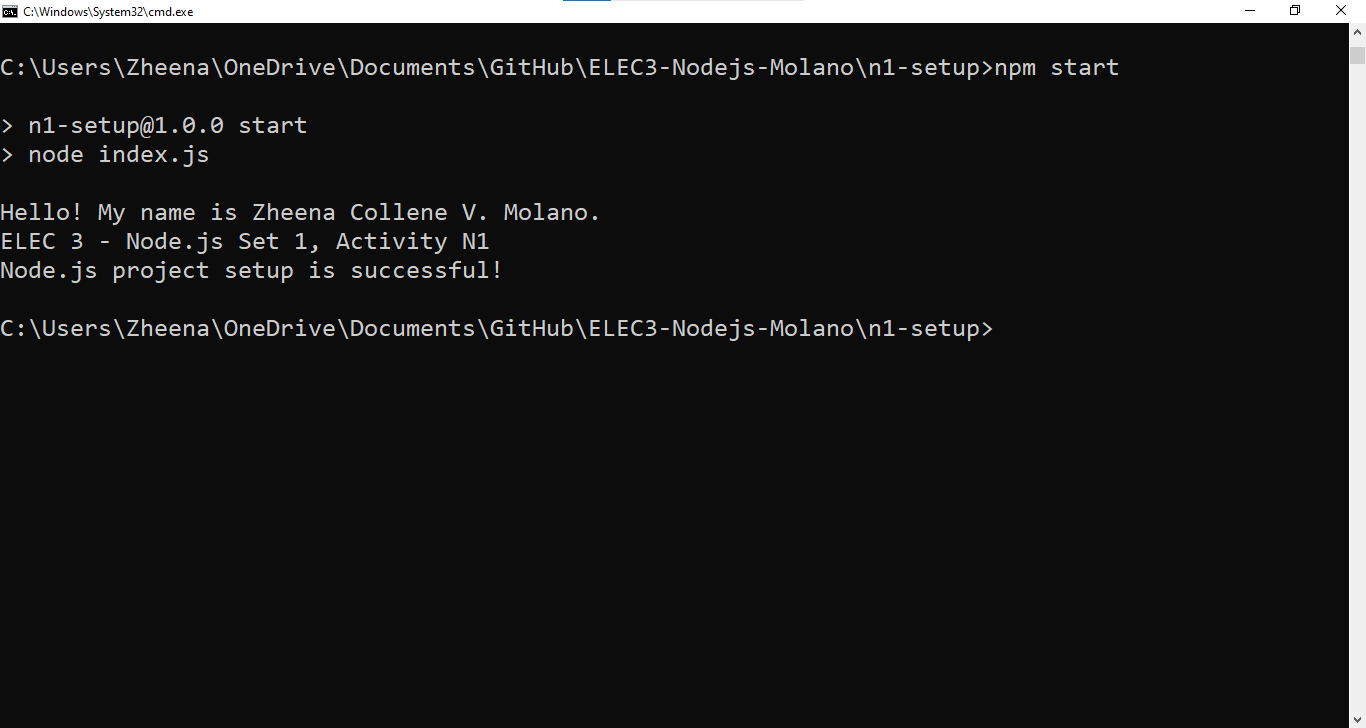 C:\Windows\System32\cmd.exe
C:\Users\Zheena\OneDrive\Documents\GitHub\ELEC3-Nodejs-Molano\n1-setup>npm start
> n1-setup@1.0.0 start
> node index.js
Hello! My name is Zheena Collene V. Molano.
ELEC 3 - Node.js Set 1, Activity N1
Node.js project setup is successful!
C:\Users\Zheena\OneDrive\Documents\GitHub\ELEC3-Nodejs-Molano\n1-setup>